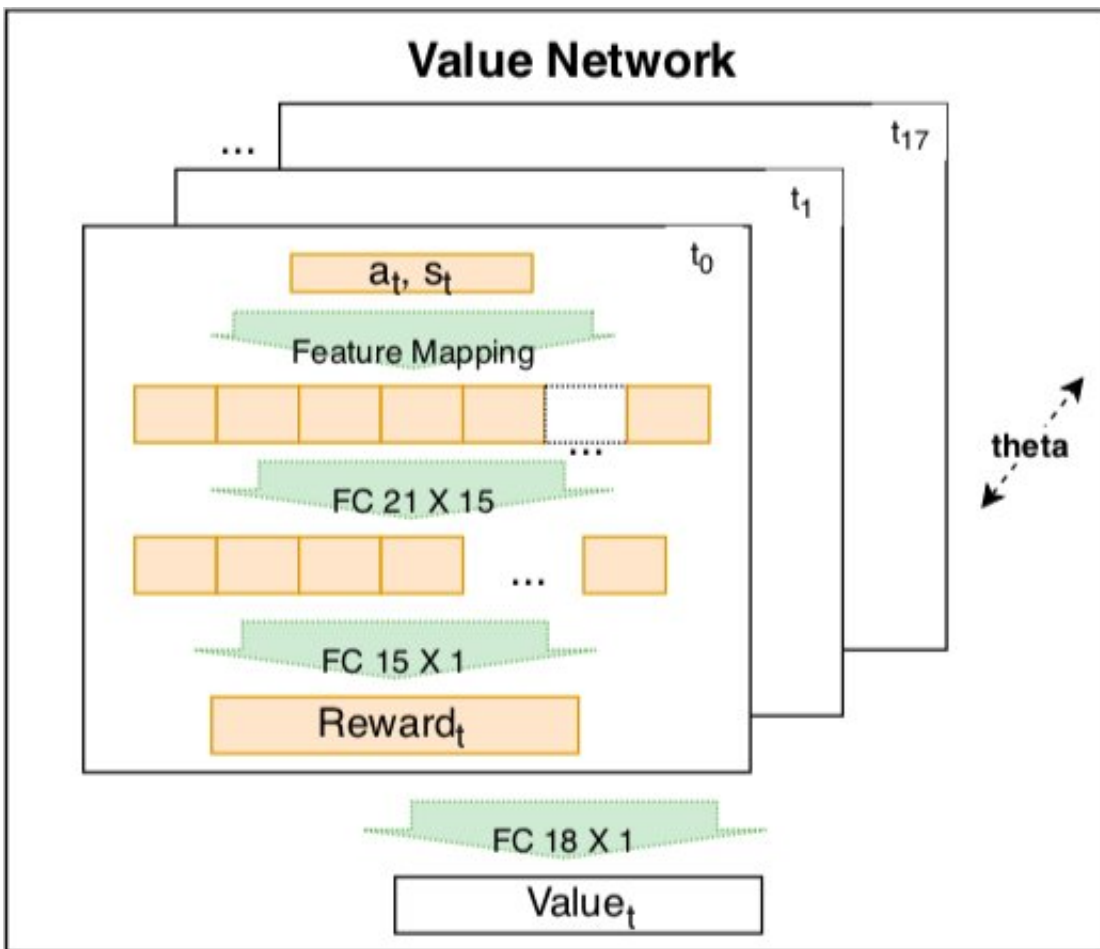 Value Network
t17
...
t1
t0
at, st
Feature Mapping
...
theta
FC 21 X 15
...
FC 15 X 1
Rewardt
FC 18 X 1
Valuet